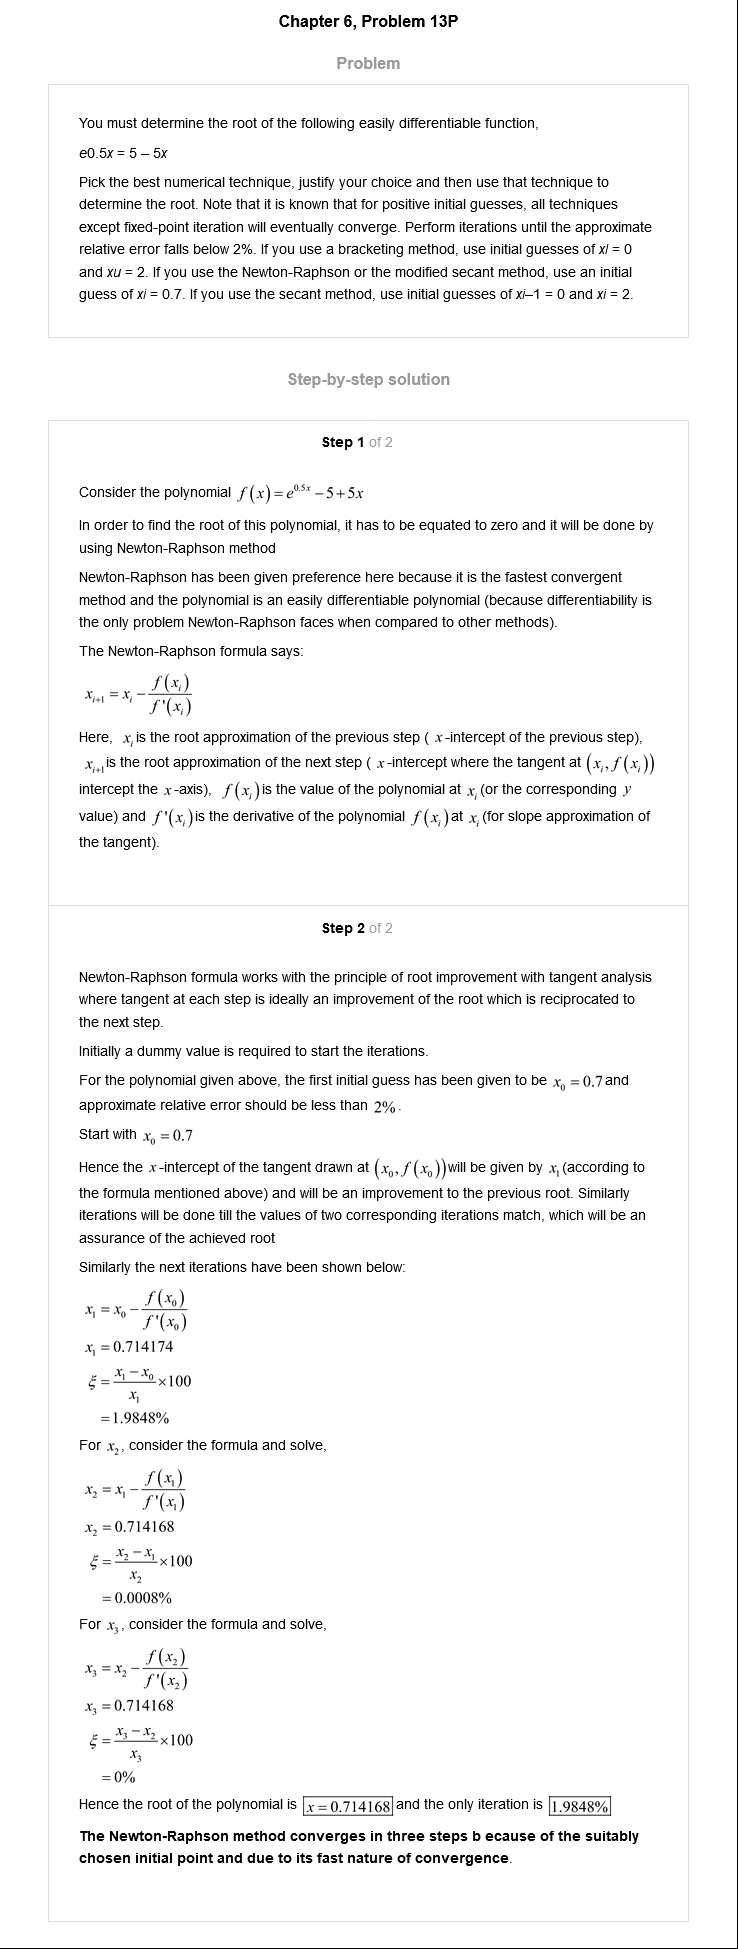 Chapter 6, Problem 13P
Problem
You must determine the root of the following easily differentiable function,
e0.5x = 5 – 5x
Pick the best numerical technique, justify your choice and then use that technique to
determine the root. Note that it is known that for positive initial guesses, all techniques
except fixed-point iteration will eventually converge. Perform iterations until the approximate
relative error falls below 2%. If you use a bracketing method, use initial guesses of xl = 0
and xu = 2. If you use the Newton-Raphson or the modified secant method, use an initial
guess of xi = 0.7. If you use the secant method, use initial guesses of xi–1 = 0 and xi = 2.
Step-by-step solution
Step 1 of 2
Consider the polynomial f(x) = e^{0.5x} − 5 + 5x
In order to find the root of this polynomial, it has to be equated to zero and it will be done by
using Newton-Raphson method
Newton-Raphson has been given preference here because it is the fastest convergent
method and the polynomial is an easily differentiable polynomial (because differentiability is
the only problem Newton-Raphson faces when compared to other methods).
The Newton-Raphson formula says:
x_{i+1} = x_i − f(x_i)/f'(x_i)
Here, x_i is the root approximation of the previous step ( x-intercept of the previous step),
x_{i+1} is the root approximation of the next step ( x-intercept where the tangent at (x_i, f(x_i))
intercept the x-axis), f(x_i) is the value of the polynomial at x_i (or the corresponding y
value) and f'(x_i) is the derivative of the polynomial f(x_i) at x_i (for slope approximation of
the tangent).
Step 2 of 2
Newton-Raphson formula works with the principle of root improvement with tangent analysis
where tangent at each step is ideally an improvement of the root which is reciprocated to
the next step.
Initially a dummy value is required to start the iterations.
For the polynomial given above, the first initial guess has been given to be x_0 = 0.7 and
approximate relative error should be less than 2%.
Start with x_0 = 0.7
Hence the x-intercept of the tangent drawn at (x_0, f(x_0)) will be given by x_1 (according to
the formula mentioned above) and will be an improvement to the previous root. Similarly
iterations will be done till the values of two corresponding iterations match, which will be an
assurance of the achieved root
Similarly the next iterations have been shown below:
x_1 = x_0 − f(x_0)/f'(x_0)
x_1 = 0.714174
ξ = (x_1 − x_0)/x_1 ×100
= 1.9848%
For x_2, consider the formula and solve,
x_2 = x_1 − f(x_1)/f'(x_1)
x_2 = 0.714168
ξ = (x_2 − x_1)/x_2 ×100
= 0.0008%
For x_3, consider the formula and solve,
x_3 = x_2 − f(x_2)/f'(x_2)
x_3 = 0.714168
ξ = (x_3 − x_2)/x_3 ×100
= 0%
Hence the root of the polynomial is x = 0.714168 and the only iteration is 1.9848%
The Newton-Raphson method converges in three steps b ecause of the suitably
chosen initial point and due to its fast nature of convergence.